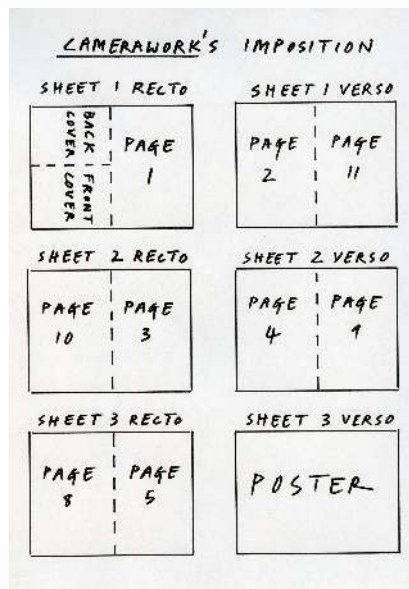 CAMERAWORK'S IMPOSITION
SHEET 1 RECTO
BACK COVER
FRONT COVER
PAGE 1
SHEET 1 VERSO
PAGE 2
PAGE 11
SHEET 2 RECTO
PAGE 10
PAGE 3
SHEET 2 VERSO
PAGE 4
PAGE 9
SHEET 3 RECTO
PAGE 8
PAGE 5
SHEET 3 VERSO
POSTER